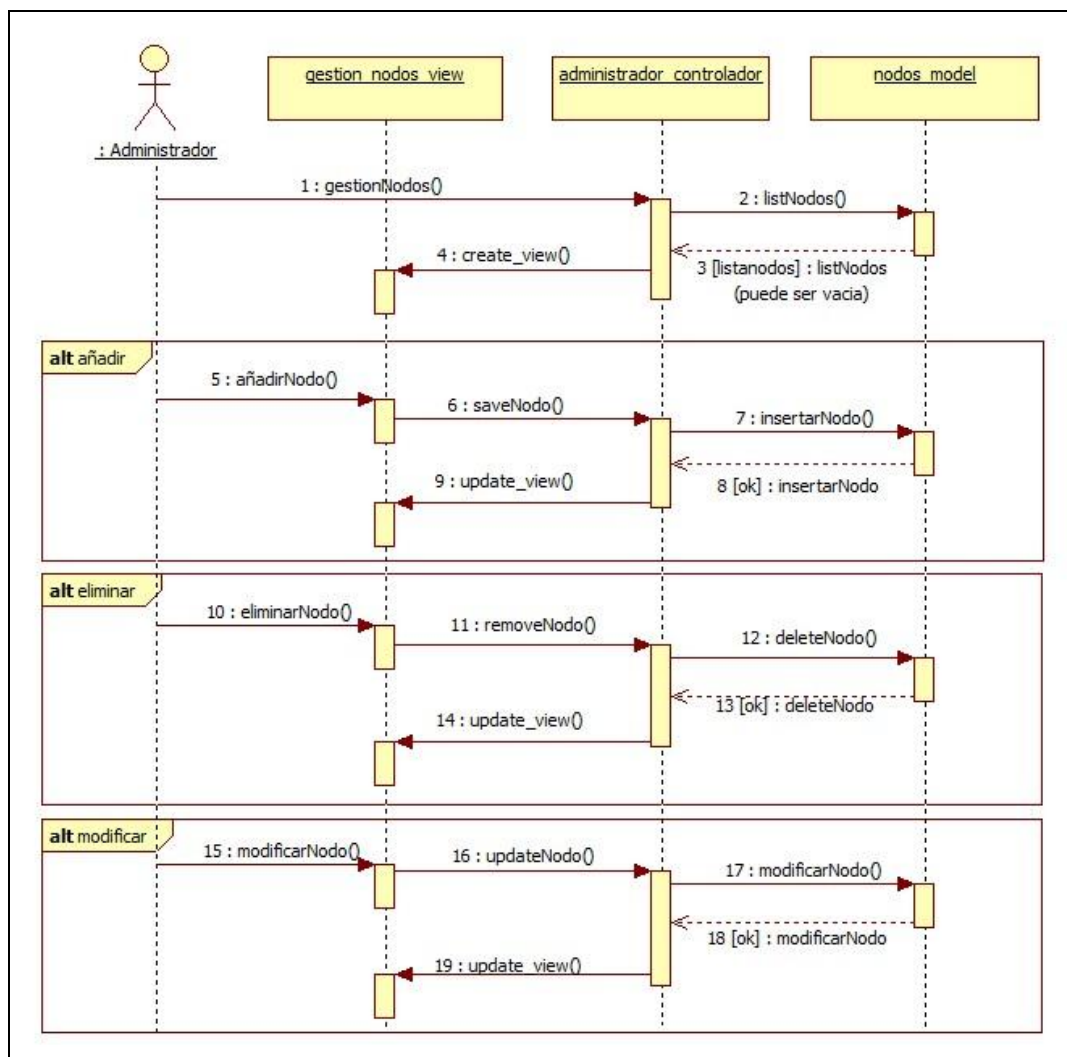 gestion_nodos_view
administrador_controlador
nodos_model
: Administrador
1 : gestionNodos()
2 : listNodos()
3 [listanodos] : listNodos
(puede ser vacia)
4 : create_view()
alt añadir
5 : añadirNodo()
6 : saveNodo()
7 : insertarNodo()
8 [ok] : insertarNodo
9 : update_view()
alt eliminar
10 : eliminarNodo()
11 : removeNodo()
12 : deleteNodo()
13 [ok] : deleteNodo
14 : update_view()
alt modificar
15 : modificarNodo()
16 : updateNodo()
17 : modificarNodo()
18 [ok] : modificarNodo
19 : update_view()